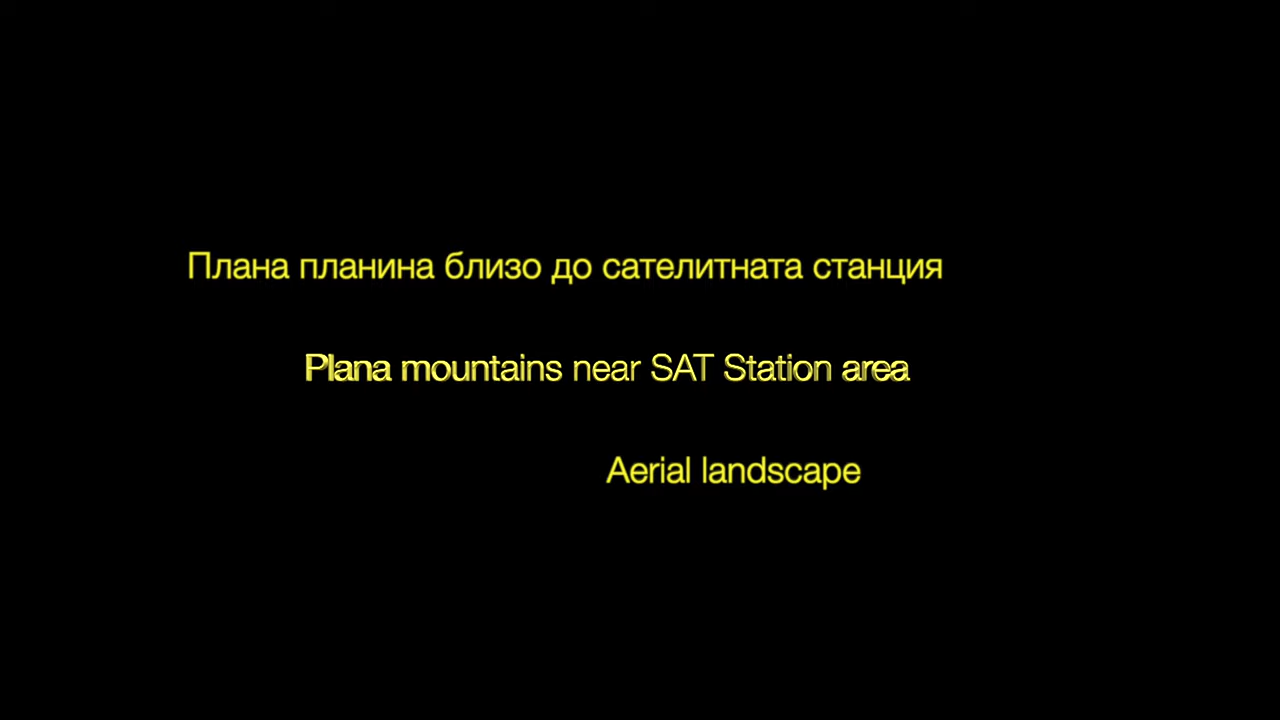 Плана планина близо до сателитната станция
Plana mountains near SAT Station area
Aerial landscape